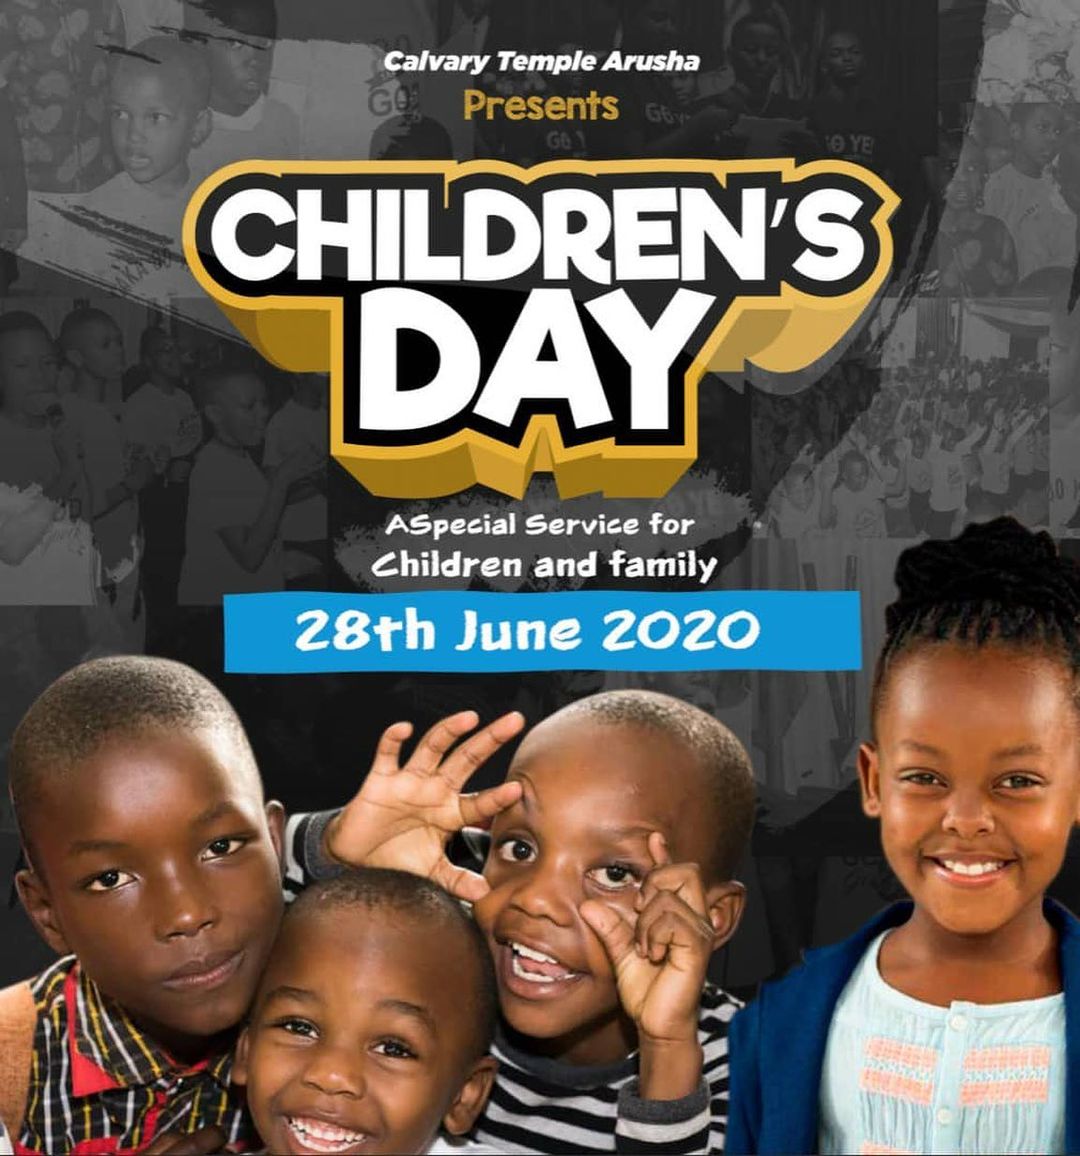 Calvary Temple Arusha
Presents
CHILDREN'S
DAY
ASpecial Service for
Children and family
28th June 2020